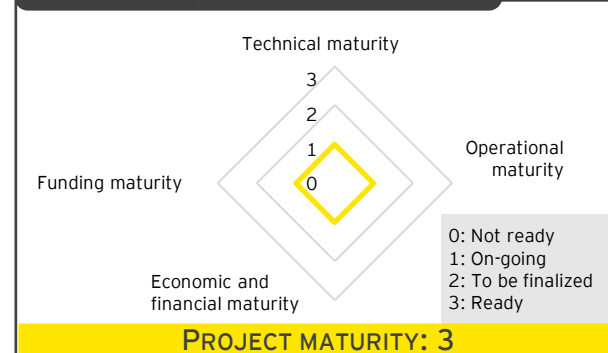 Technical maturity
3
2
1
0
Operational
maturity
Funding maturity
Economic and
financial maturity
0: Not ready
1: On-going
2: To be finalized
3: Ready
PROJECT MATURITY: 3